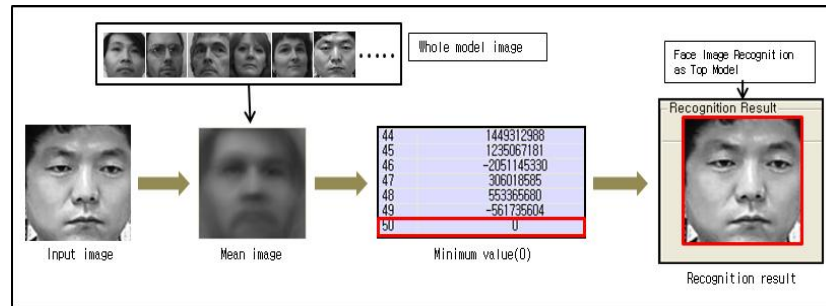 Whole model image
Face Image Recognition
as Top Model
Recognition Result
44 1449312988
45 1235067181
46 -2051145330
47 306018585
48 553365680
49 -561735604
50 0
Input image
Mean image
Minimum value(0)
Recognition result